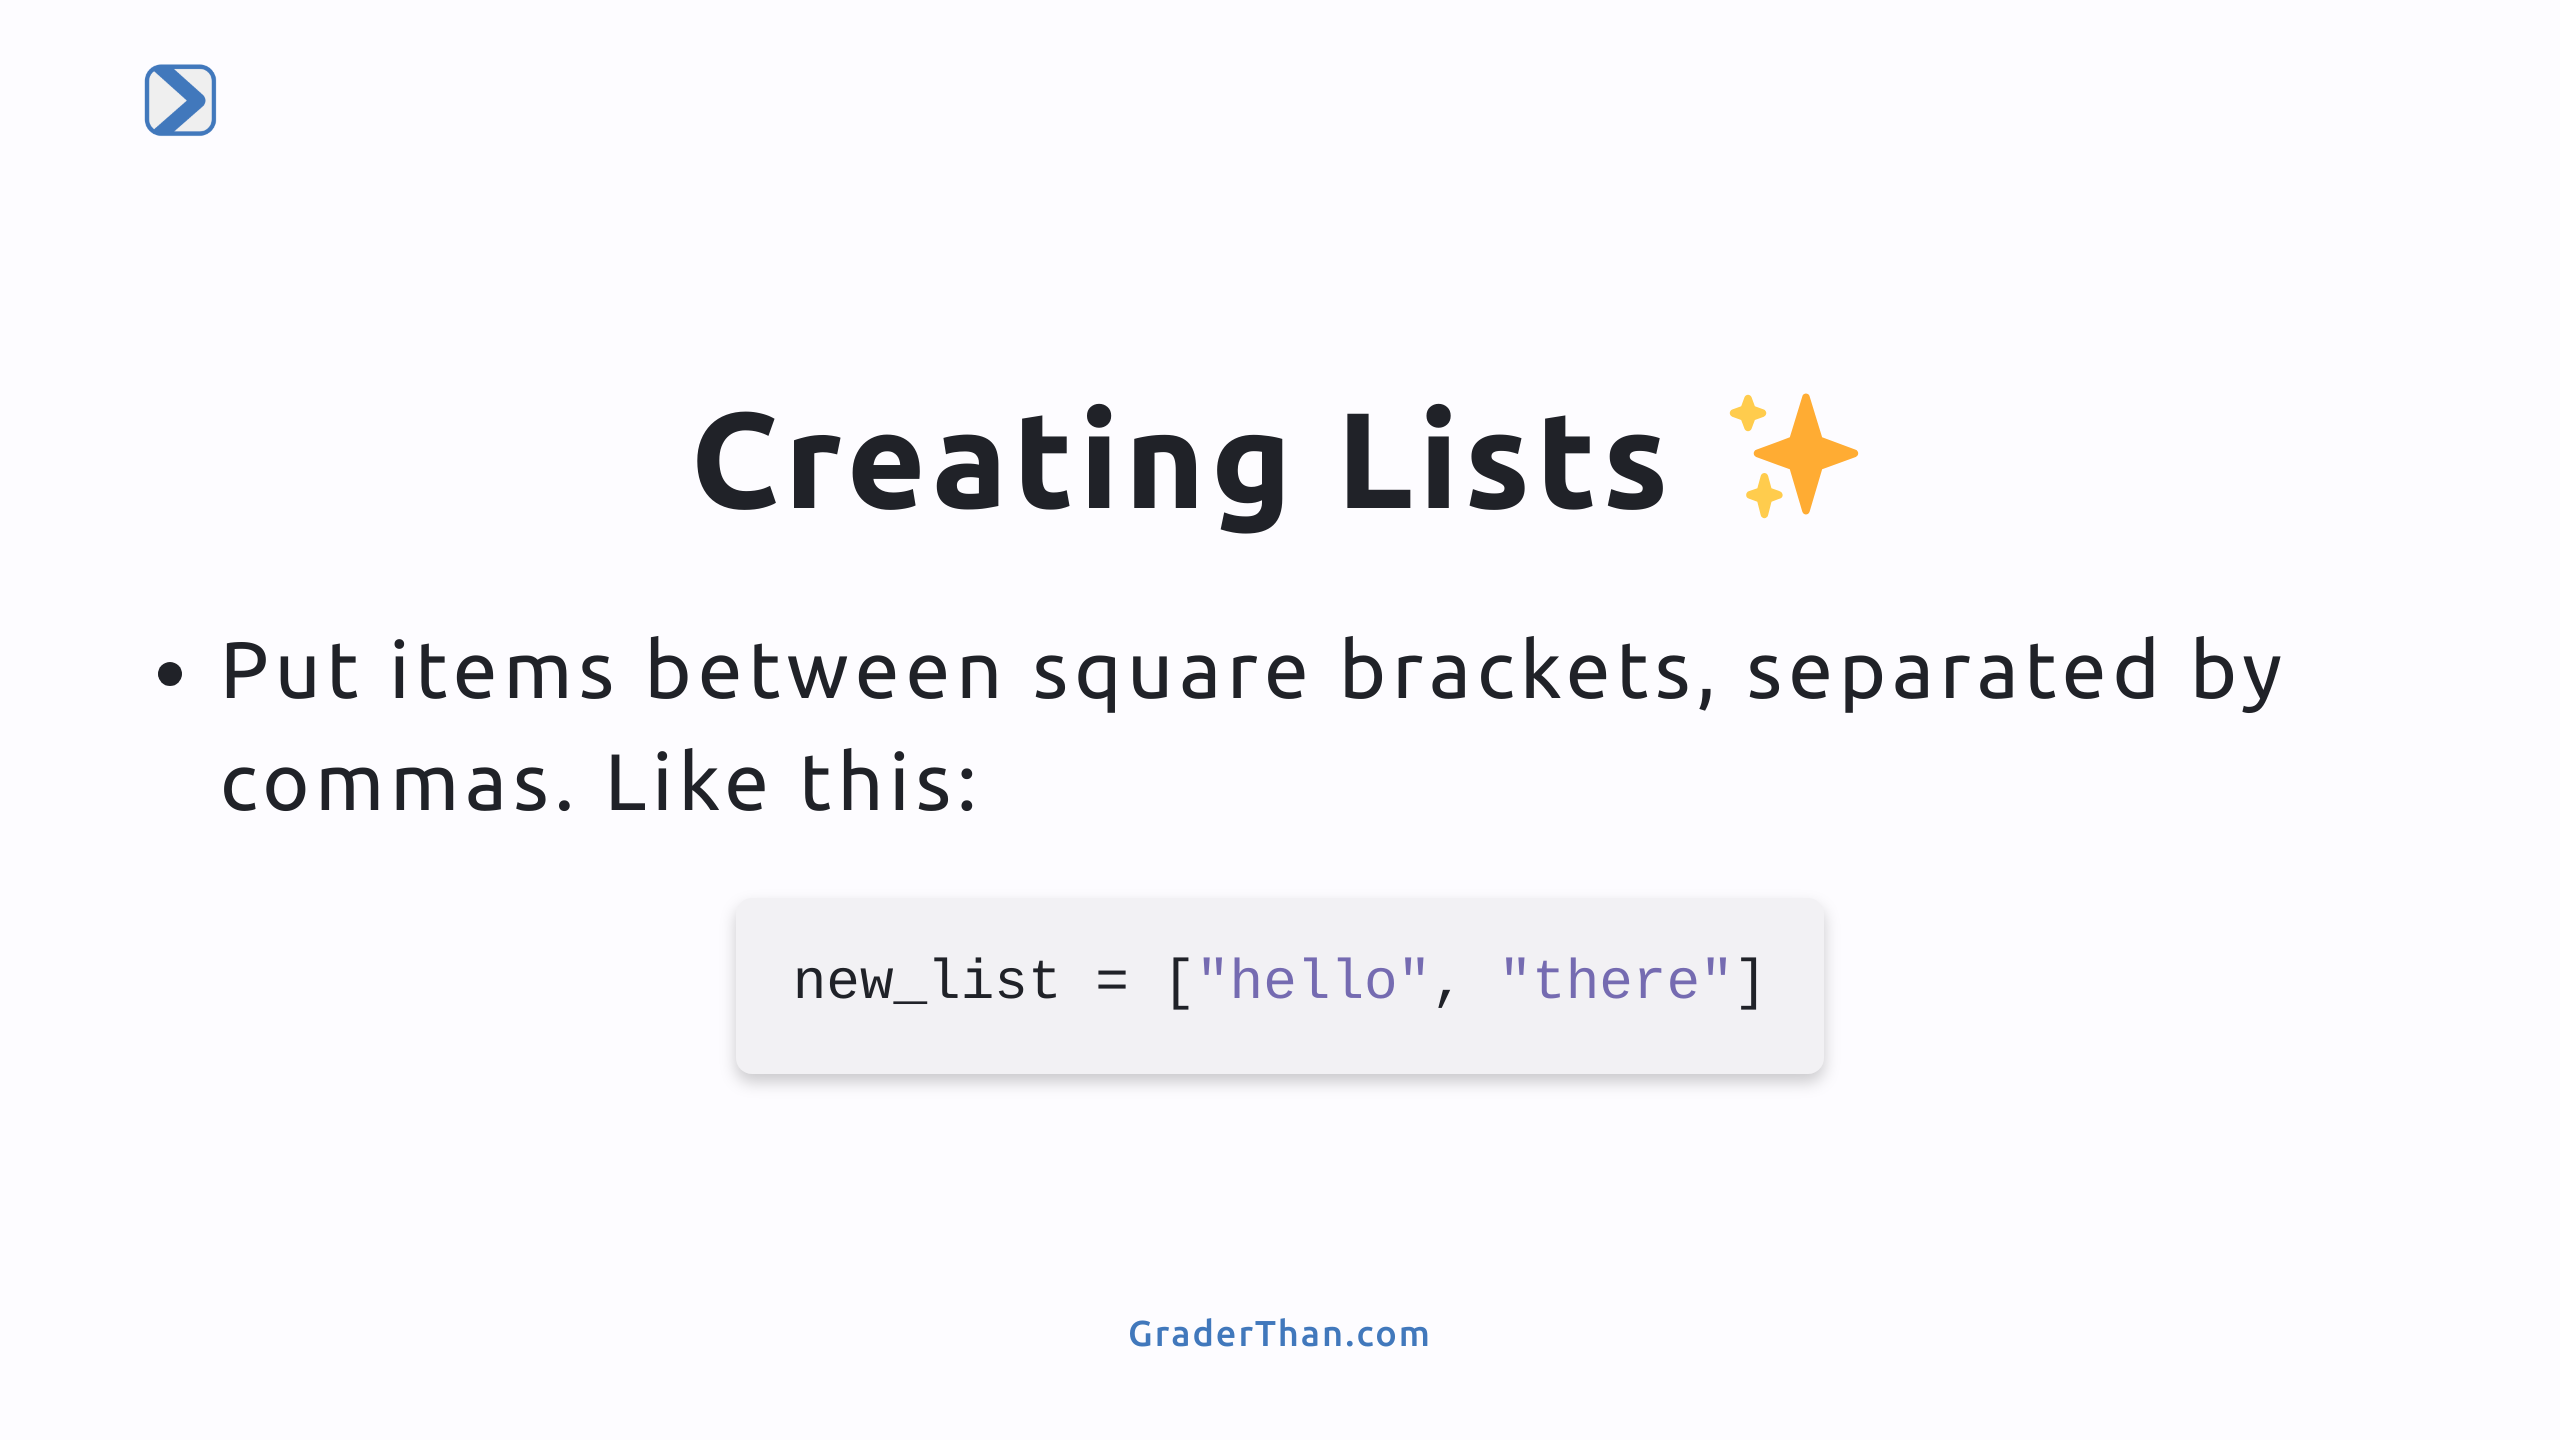 Creating Lists ✨
• Put items between square brackets, separated by
commas. Like this:
new_list = ["hello", "there"]
GraderThan.com